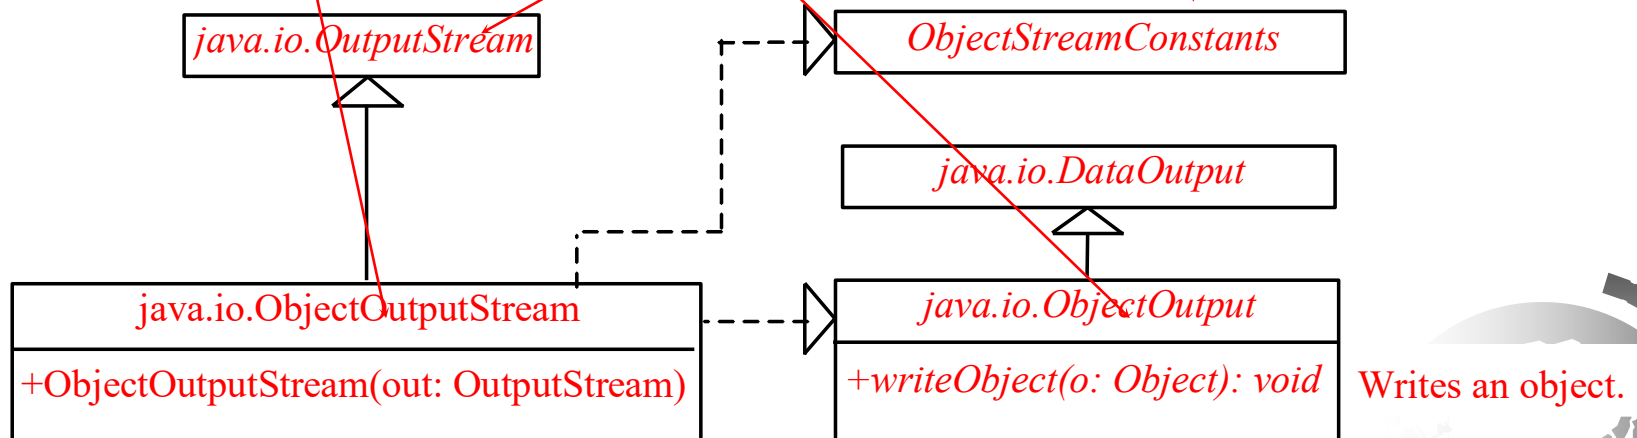 java.io.OutputStream
ObjectStreamConstants
java.io.DataOutput
java.io.ObjectOutputStream
java.io.ObjectOutput
+ObjectOutputStream(out: OutputStream)
+writeObject(o: Object): void
Writes an object.